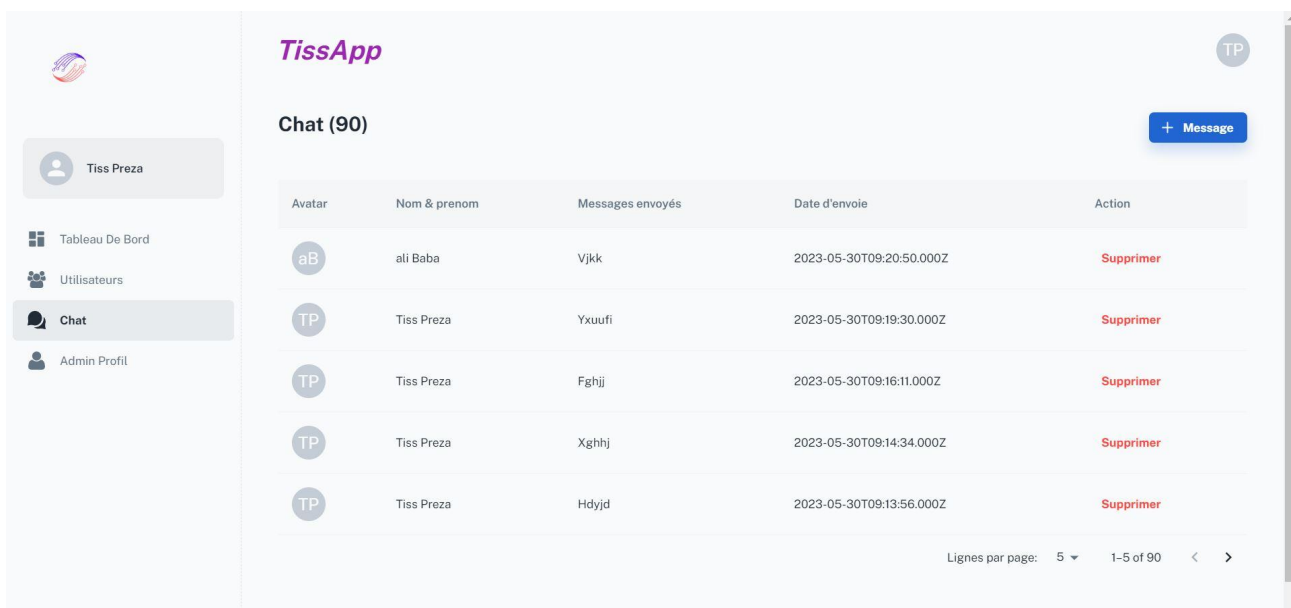 TissApp
TP
Chat (90)
+ Message
Tiss Preza
Tableau De Bord
Utilisateurs
Chat
Admin Profil
Avatar Nom & prenom Messages envoyés Date d'envoie Action
aB ali Baba Vjkk 2023-05-30T09:20:50.000Z Supprimer
TP Tiss Preza Yxuufi 2023-05-30T09:19:30.000Z Supprimer
TP Tiss Preza Fghjj 2023-05-30T09:16:11.000Z Supprimer
TP Tiss Preza Xghhj 2023-05-30T09:14:34.000Z Supprimer
TP Tiss Preza Hdyjd 2023-05-30T09:13:56.000Z Supprimer
Lignes par page: 5 1–5 of 90